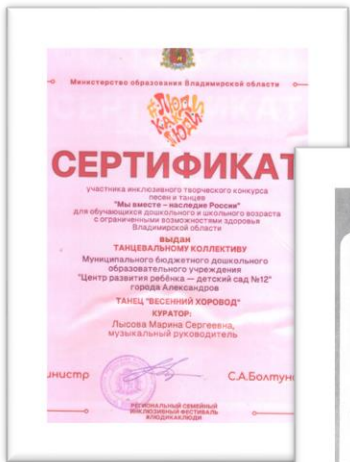 Министерство образования Владимирской области
#ЛЮДИ
КАК
ЛЮДИ
СЕРТИФИКАТ
участника инклюзивного творческого конкурса
песен и танцев
"Мы вместе – наследие России"
для обучающихся дошкольного и школьного возраста
с ограниченными возможностями здоровья
Владимирской области
ВЫДАН
ТАНЦЕВАЛЬНОМУ КОЛЛЕКТИВУ
Муниципального бюджетного дошкольного
образовательного учреждения
"Центр развития ребёнка — детский сад №12"
города Александров
ТАНЕЦ "ВЕСЕННИЙ ХОРОВОД"
КУРАТОР:
Лысова Марина Сергеевна,
музыкальный руководитель
инистр С.А.Болтун
РЕГИОНАЛЬНЫЙ СЕМЕЙНЫЙ
ИНКЛЮЗИВНЫЙ ФЕСТИВАЛЬ
#ЛЮДИКАКЛЮДИ